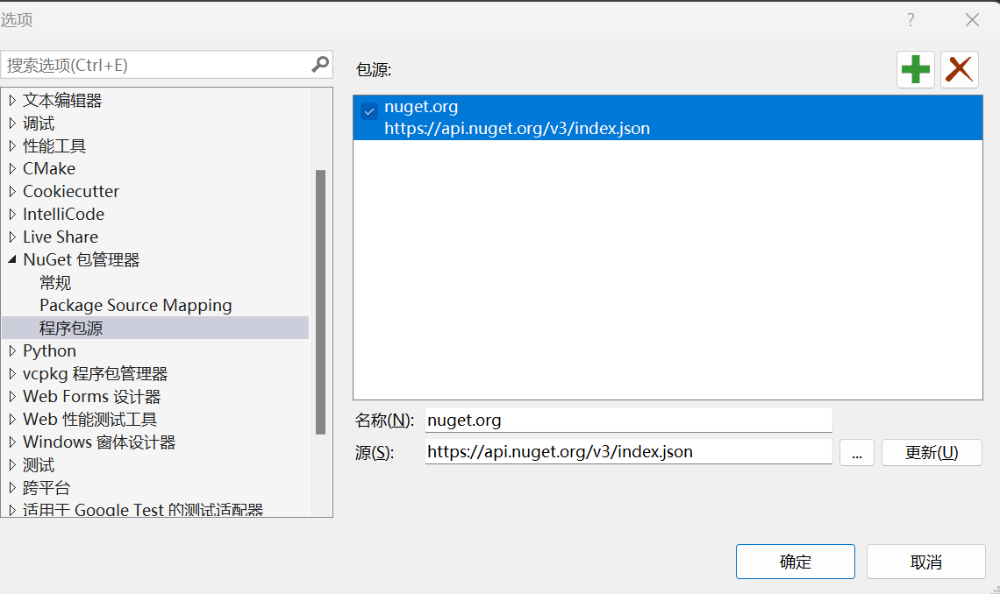 选项
搜索选项(Ctrl+E)
文本编辑器
调试
性能工具
CMake
Cookiecutter
IntelliCode
Live Share
NuGet 包管理器
常规
Package Source Mapping
程序包源
Python
vcpkg 程序包管理器
Web Forms 设计器
Web 性能测试工具
Windows 窗体设计器
测试
跨平台
适用于 Google Test 的测试适配器
包源:
nuget.org
https://api.nuget.org/v3/index.json
名称(N): nuget.org
源(S): https://api.nuget.org/v3/index.json ... 更新(U)
确定 取消